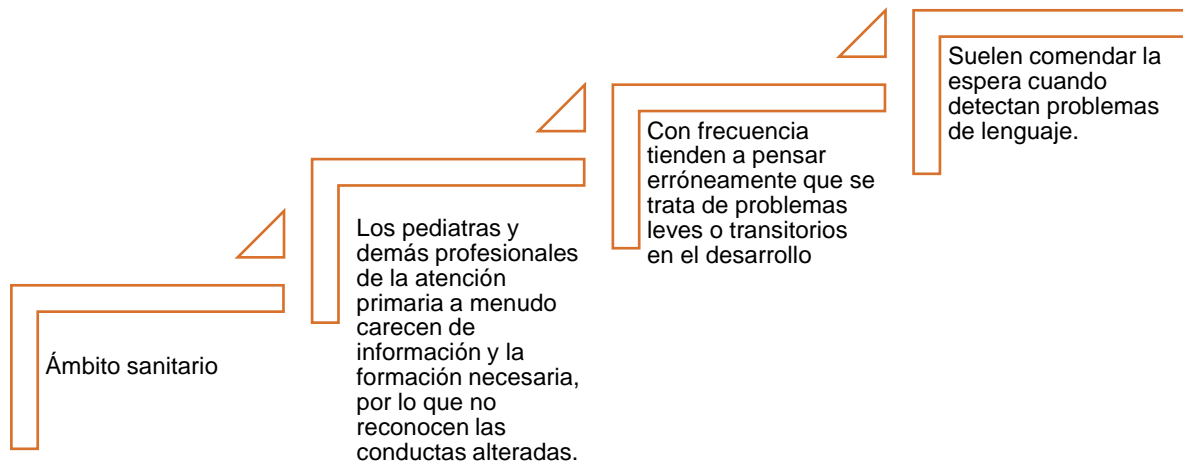 Ámbito sanitario
Los pediatras y
demás profesionales
de la atención
primaria a menudo
carecen de
información y la
formación necesaria,
por lo que no
reconocen las
conductas alteradas.
Con frecuencia
tienden a pensar
erróneamente que se
trata de problemas
leves o transitorios
en el desarrollo
Suelen comendar la
espera cuando
detectan problemas
de lenguaje.